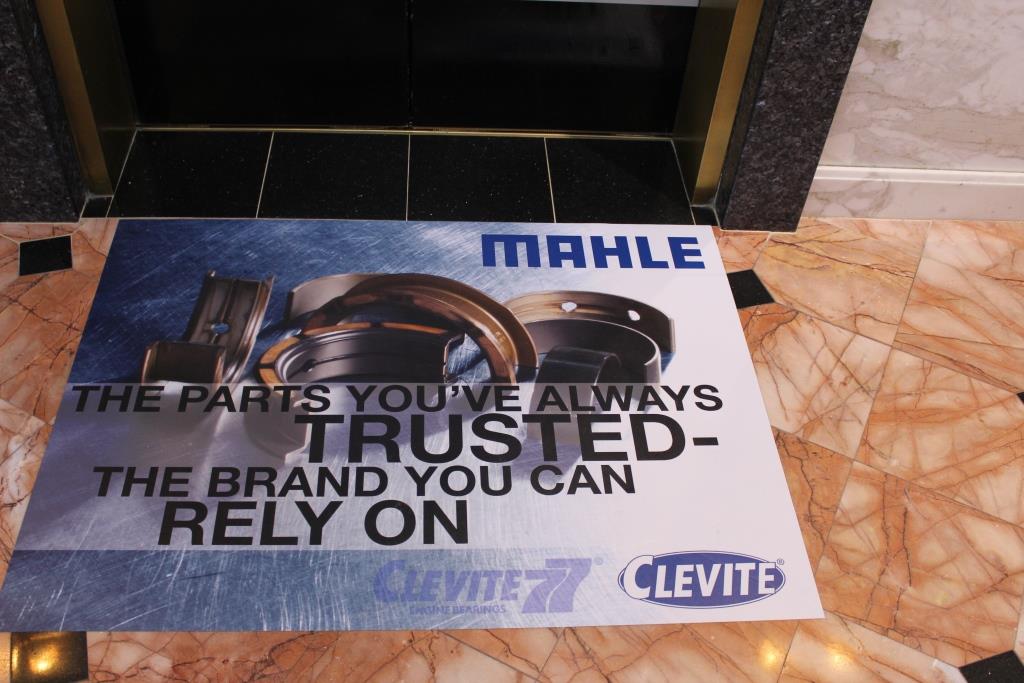 MAHLE
THE PARTS YOU'VE ALWAYS
TRUSTED-
THE BRAND YOU CAN
RELY ON
CLEVITE 77®
ENGINE BEARINGS
CLEVITE®